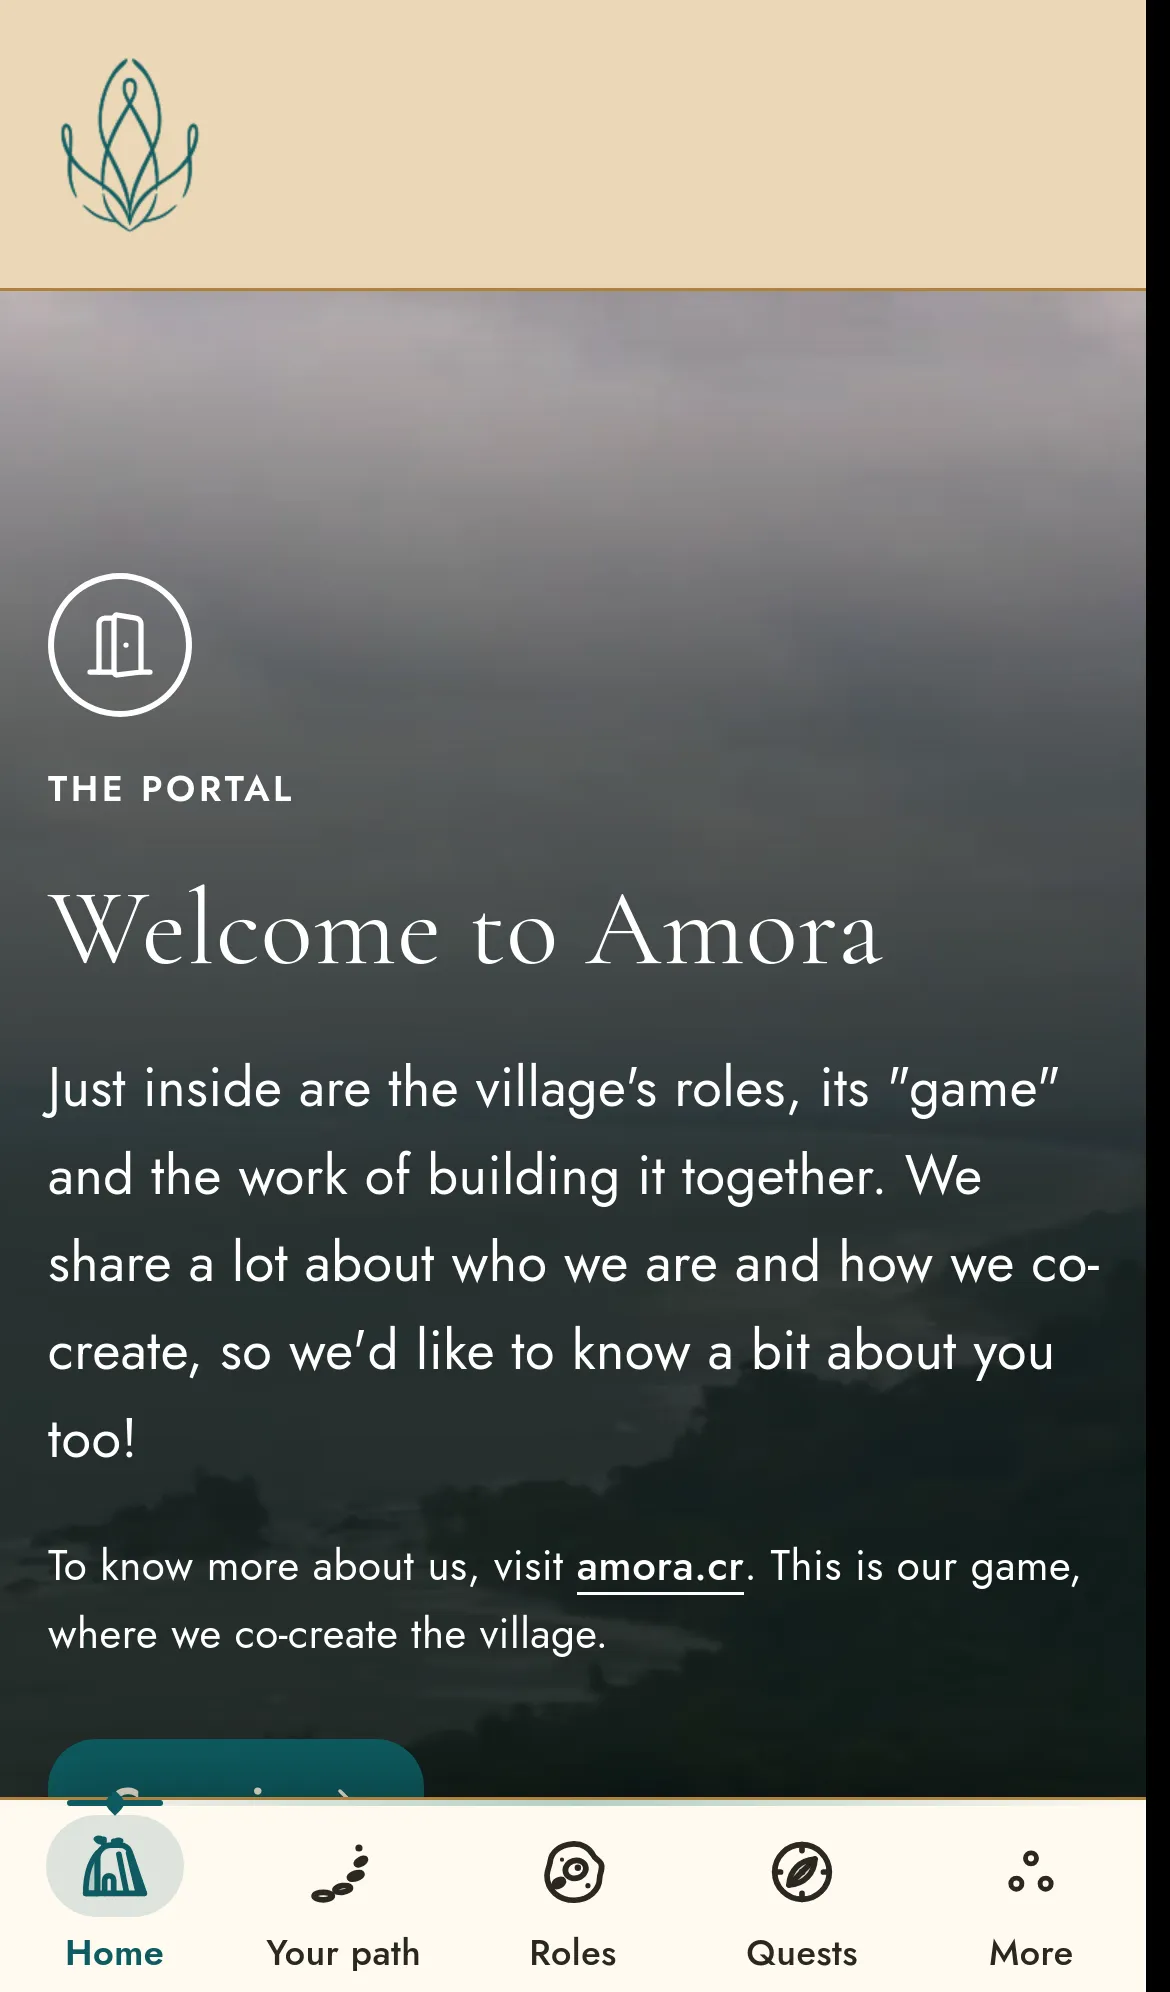 THE PORTAL
Welcome to Amora
Just inside are the village's roles, its "game"
and the work of building it together. We
share a lot about who we are and how we co-
create, so we'd like to know a bit about you
too!
To know more about us, visit amora.cr. This is our game,
where we co-create the village.
Home
Your path
Roles
Quests
More